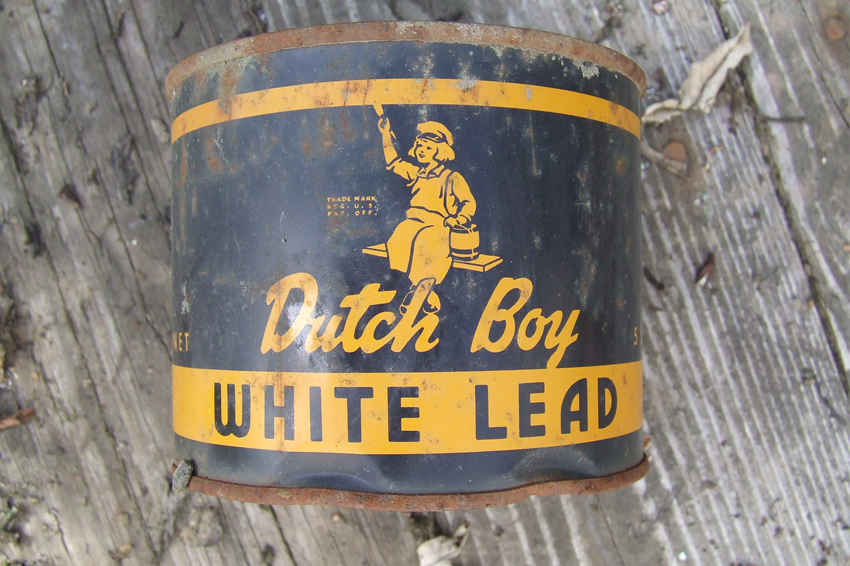 TRADE MARK
REG. U. S.
PAT. OFF.
Dutch Boy
NET
WHITE LEAD